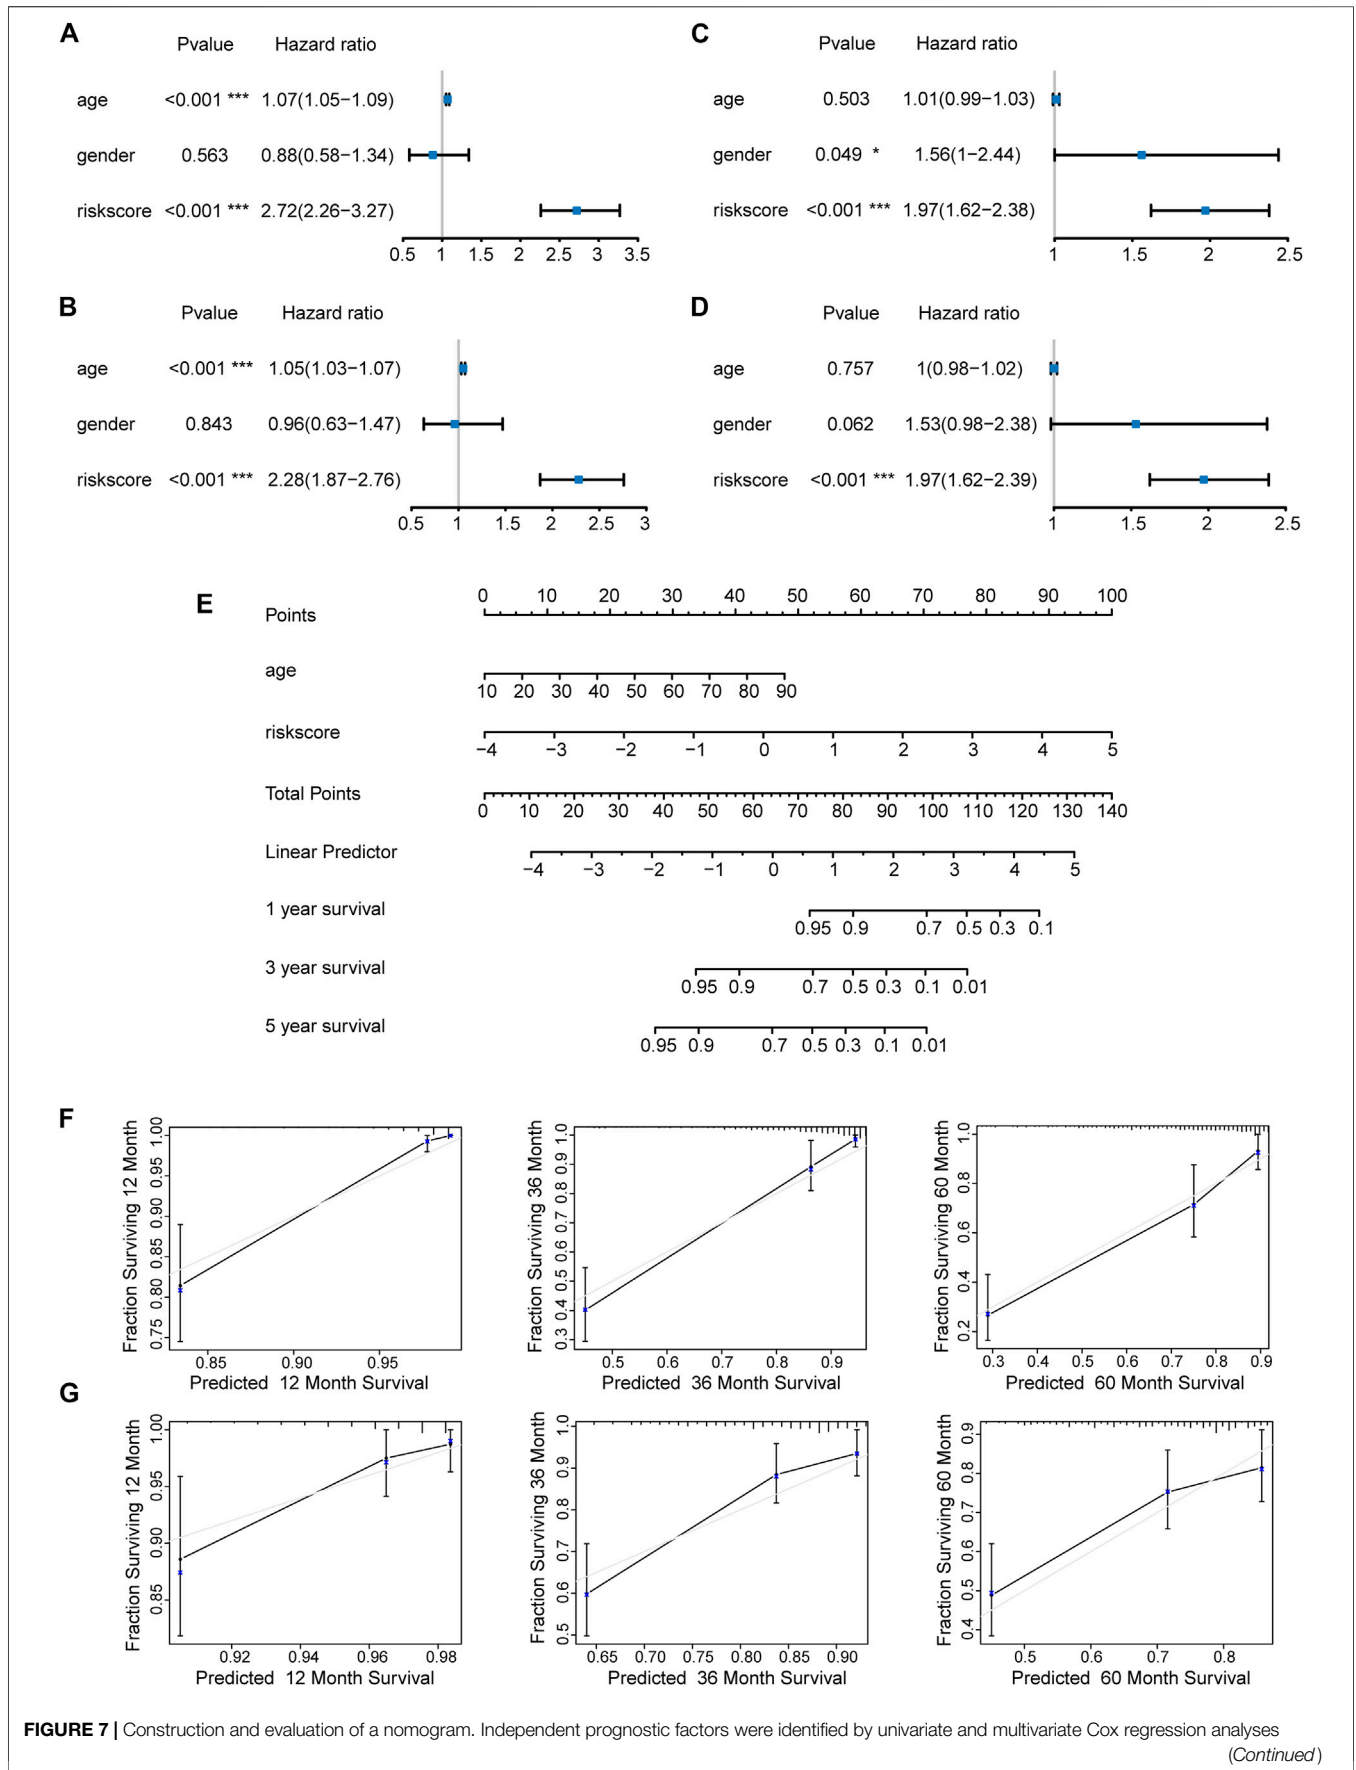 A
Pvalue Hazard ratio
age <0.001 *** 1.07(1.05−1.09)
gender 0.563 0.88(0.58−1.34)
riskscore <0.001 *** 2.72(2.26−3.27)
0.5 1 1.5 2 2.5 3 3.5
C
Pvalue Hazard ratio
age 0.503 1.01(0.99−1.03)
gender 0.049 * 1.56(1−2.44)
riskscore <0.001 *** 1.97(1.62−2.38)
1 1.5 2 2.5
B
Pvalue Hazard ratio
age <0.001 *** 1.05(1.03−1.07)
gender 0.843 0.96(0.63−1.47)
riskscore <0.001 *** 2.28(1.87−2.76)
0.5 1 1.5 2 2.5 3
D
Pvalue Hazard ratio
age 0.757 1(0.98−1.02)
gender 0.062 1.53(0.98−2.38)
riskscore <0.001 *** 1.97(1.62−2.39)
1 1.5 2 2.5
E
Points 0 10 20 30 40 50 60 70 80 90 100
age
10 20 30 40 50 60 70 80 90
riskscore
−4 −3 −2 −1 0 1 2 3 4 5
Total Points
0 10 20 30 40 50 60 70 80 90 100 110 120 130 140
Linear Predictor
−4 −3 −2 −1 0 1 2 3 4 5
1 year survival
0.95 0.9 0.7 0.5 0.3 0.1
3 year survival
0.95 0.9 0.7 0.5 0.3 0.1 0.01
5 year survival
0.95 0.9 0.7 0.5 0.3 0.1 0.01
F
Fraction Surviving 12 Month
0.75 0.80 0.85 0.90 0.95 1.00
0.85 0.90 0.95
Predicted 12 Month Survival
Fraction Surviving 36 Month
0.3 0.4 0.5 0.6 0.7 0.8 0.9 1.0
0.5 0.6 0.7 0.8 0.9
Predicted 36 Month Survival
Fraction Surviving 60 Month
0.2 0.4 0.6 0.8 1.0
0.3 0.4 0.5 0.6 0.7 0.8 0.9
Predicted 60 Month Survival
G
Fraction Surviving 12 Month
0.85 0.90 0.95 1.00
0.92 0.94 0.96 0.98
Predicted 12 Month Survival
Fraction Surviving 36 Month
0.5 0.6 0.7 0.8 0.9 1.0
0.65 0.70 0.75 0.80 0.85 0.90
Predicted 36 Month Survival
Fraction Surviving 60 Month
0.4 0.5 0.6 0.7 0.8 0.9
0.5 0.6 0.7 0.8
Predicted 60 Month Survival
FIGURE 7 | Construction and evaluation of a nomogram. Independent prognostic factors were identified by univariate and multivariate Cox regression analyses
(Continued)